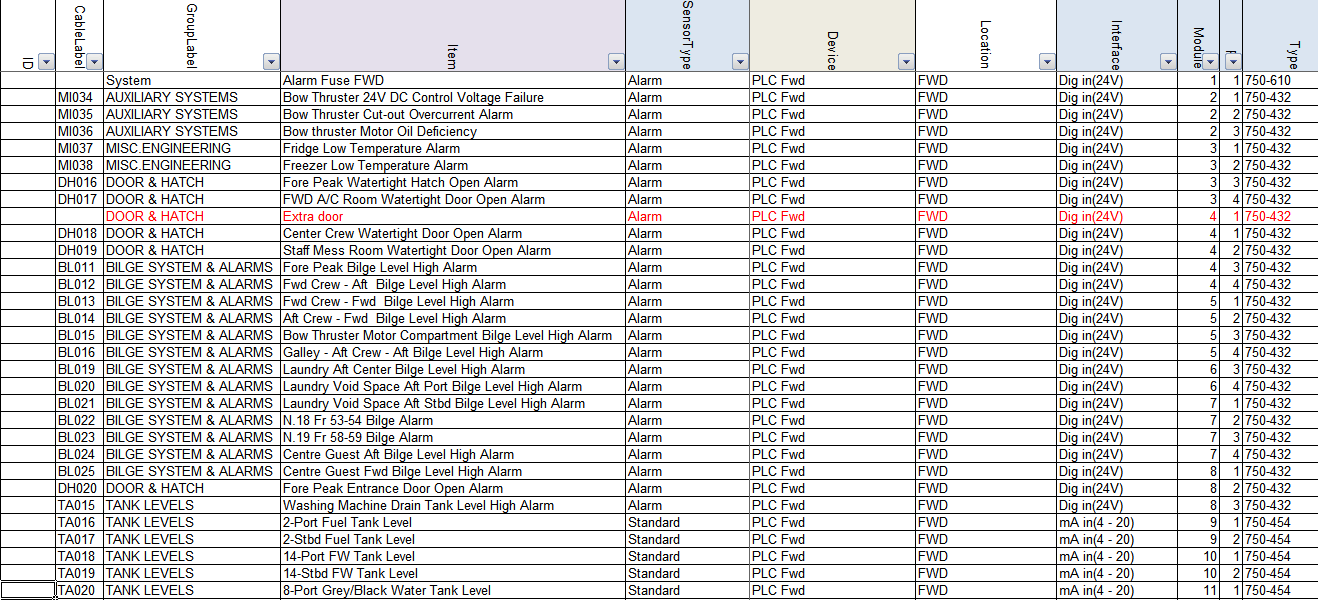 ID CableLabel GroupLabel Item SensorType Device Location Interface Module Type
System Alarm Fuse FWD Alarm PLC Fwd FWD Dig in(24V) 1 1 750-610
MI034 AUXILIARY SYSTEMS Bow Thruster 24V DC Control Voltage Failure Alarm PLC Fwd FWD Dig in(24V) 2 1 750-432
MI035 AUXILIARY SYSTEMS Bow Thruster Cut-out Overcurrent Alarm Alarm PLC Fwd FWD Dig in(24V) 2 2 750-432
MI036 AUXILIARY SYSTEMS Bow thruster Motor Oil Deficiency Alarm PLC Fwd FWD Dig in(24V) 2 3 750-432
MI037 MISC.ENGINEERING Fridge Low Temperature Alarm Alarm PLC Fwd FWD Dig in(24V) 3 1 750-432
MI038 MISC.ENGINEERING Freezer Low Temperature Alarm Alarm PLC Fwd FWD Dig in(24V) 3 2 750-432
DH016 DOOR & HATCH Fore Peak Watertight Hatch Open Alarm Alarm PLC Fwd FWD Dig in(24V) 3 3 750-432
DH017 DOOR & HATCH FWD A/C Room Watertight Door Open Alarm Alarm PLC Fwd FWD Dig in(24V) 3 4 750-432
DOOR & HATCH Extra door Alarm PLC Fwd FWD Dig in(24V) 4 1 750-432
DH018 DOOR & HATCH Center Crew Watertight Door Open Alarm Alarm PLC Fwd FWD Dig in(24V) 4 1 750-432
DH019 DOOR & HATCH Staff Mess Room Watertight Door Open Alarm Alarm PLC Fwd FWD Dig in(24V) 4 2 750-432
BL011 BILGE SYSTEM & ALARMS Fore Peak Bilge Level High Alarm Alarm PLC Fwd FWD Dig in(24V) 4 3 750-432
BL012 BILGE SYSTEM & ALARMS Fwd Crew - Aft  Bilge Level High Alarm Alarm PLC Fwd FWD Dig in(24V) 4 4 750-432
BL013 BILGE SYSTEM & ALARMS Fwd Crew - Fwd  Bilge Level High Alarm Alarm PLC Fwd FWD Dig in(24V) 5 1 750-432
BL014 BILGE SYSTEM & ALARMS Aft Crew - Fwd  Bilge Level High Alarm Alarm PLC Fwd FWD Dig in(24V) 5 2 750-432
BL015 BILGE SYSTEM & ALARMS Bow Thruster Motor Compartment Bilge Level High Alarm Alarm PLC Fwd FWD Dig in(24V) 5 3 750-432
BL016 BILGE SYSTEM & ALARMS Galley - Aft Crew - Aft Bilge Level High Alarm Alarm PLC Fwd FWD Dig in(24V) 5 4 750-432
BL019 BILGE SYSTEM & ALARMS Laundry Aft Center Bilge Level High Alarm Alarm PLC Fwd FWD Dig in(24V) 6 3 750-432
BL020 BILGE SYSTEM & ALARMS Laundry Void Space Aft Port Bilge Level High Alarm Alarm PLC Fwd FWD Dig in(24V) 6 4 750-432
BL021 BILGE SYSTEM & ALARMS Laundry Void Space Aft Stbd Bilge Level High Alarm Alarm PLC Fwd FWD Dig in(24V) 7 1 750-432
BL022 BILGE SYSTEM & ALARMS N.18 Fr 53-54 Bilge Alarm Alarm PLC Fwd FWD Dig in(24V) 7 2 750-432
BL023 BILGE SYSTEM & ALARMS N.19 Fr 58-59 Bilge Alarm Alarm PLC Fwd FWD Dig in(24V) 7 3 750-432
BL024 BILGE SYSTEM & ALARMS Centre Guest Aft Bilge Level High Alarm Alarm PLC Fwd FWD Dig in(24V) 7 4 750-432
BL025 BILGE SYSTEM & ALARMS Centre Guest Fwd Bilge Level High Alarm Alarm PLC Fwd FWD Dig in(24V) 8 1 750-432
DH020 DOOR & HATCH Fore Peak Entrance Door Open Alarm Alarm PLC Fwd FWD Dig in(24V) 8 2 750-432
TA015 TANK LEVELS Washing Machine Drain Tank Level High Alarm Alarm PLC Fwd FWD Dig in(24V) 8 3 750-432
TA016 TANK LEVELS 2-Port Fuel Tank Level Standard PLC Fwd FWD mA in(4 - 20) 9 1 750-454
TA017 TANK LEVELS 2-Stbd Fuel Tank Level Standard PLC Fwd FWD mA in(4 - 20) 9 2 750-454
TA018 TANK LEVELS 14-Port FW Tank Level Standard PLC Fwd FWD mA in(4 - 20) 10 1 750-454
TA019 TANK LEVELS 14-Stbd FW Tank Level Standard PLC Fwd FWD mA in(4 - 20) 10 2 750-454
TA020 TANK LEVELS 8-Port Grey/Black Water Tank Level Standard PLC Fwd FWD mA in(4 - 20) 11 1 750-454